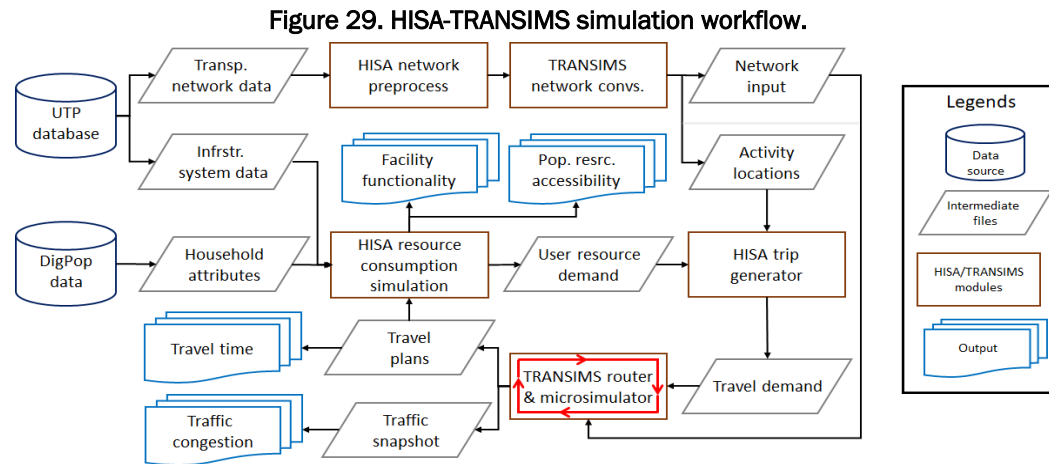 Figure 29. HISA-TRANSIMS simulation workflow.
UTP
database
Transp.
network data
HISA network
preprocess
TRANSIMS
network convs.
Network
input
Infrstr.
system data
Facility
functionality
Pop. resrc.
accessibility
Activity
locations
DigPop
data
Household
attributes
HISA resource
consumption
simulation
User resource
demand
HISA trip
generator
Travel time
Travel
plans
TRANSIMS router
& microsimulator
Travel demand
Traffic
congestion
Traffic
snapshot
Legends
Data
source
Intermediate
files
HISA/TRANSIMS
modules
Output